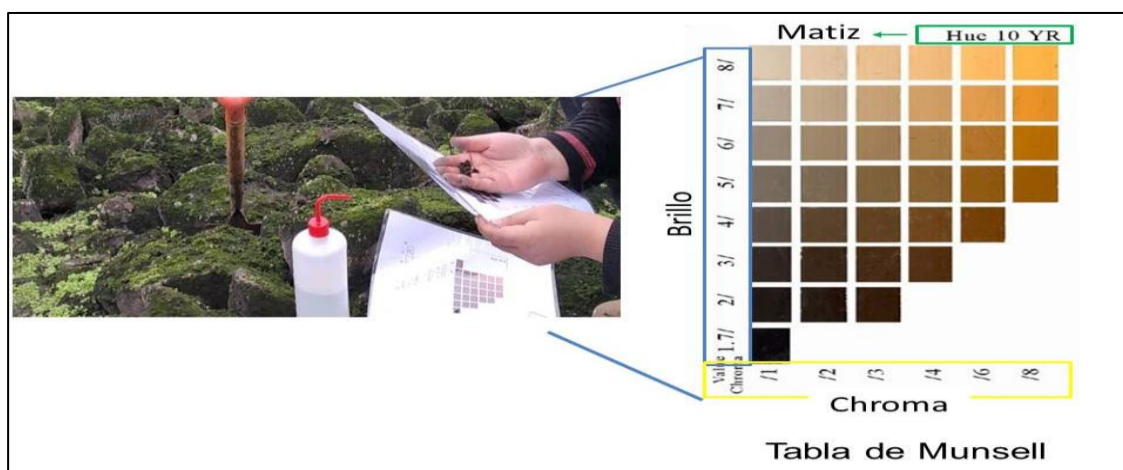 Matiz
Hue 10 YR
Brillo
8/
7/
6/
5/
4/
3/
2/
1.7/
Value
Chroma
/1
/2
/3
/4
/6
/8
Chroma
Tabla de Munsell